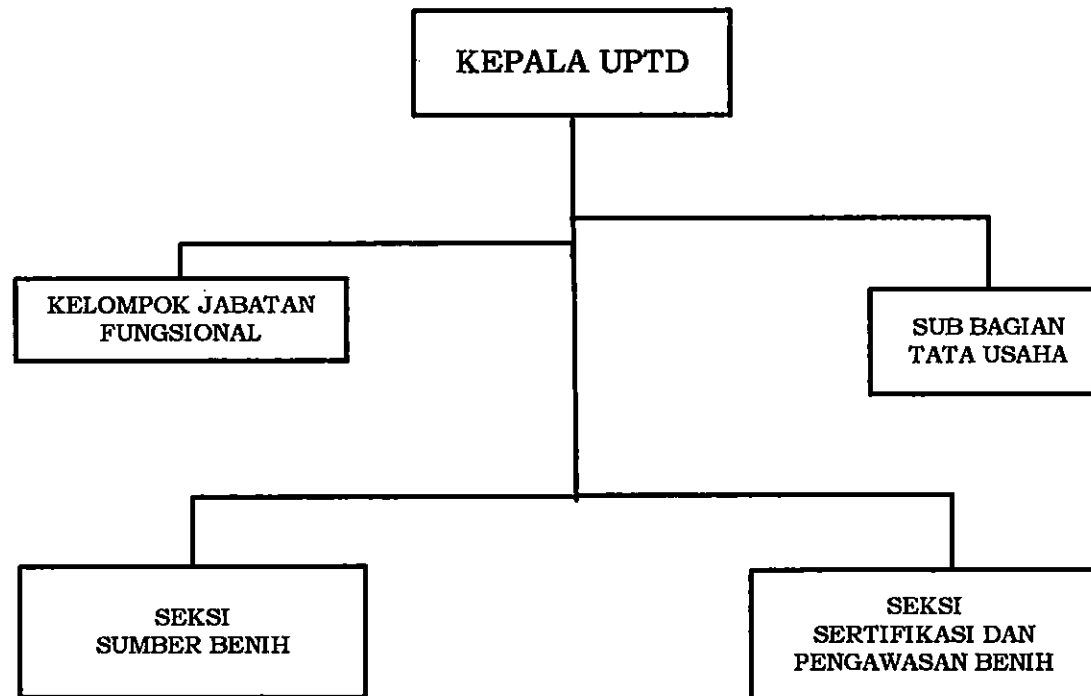 KEPALA UPTD
KELOMPOK JABATAN
FUNGSIONAL
SUB BAGIAN
TATA USAHA
SEKSI
SUMBER BENIH
SEKSI
SERTIFIKASI DAN
PENGAWASAN BENIH